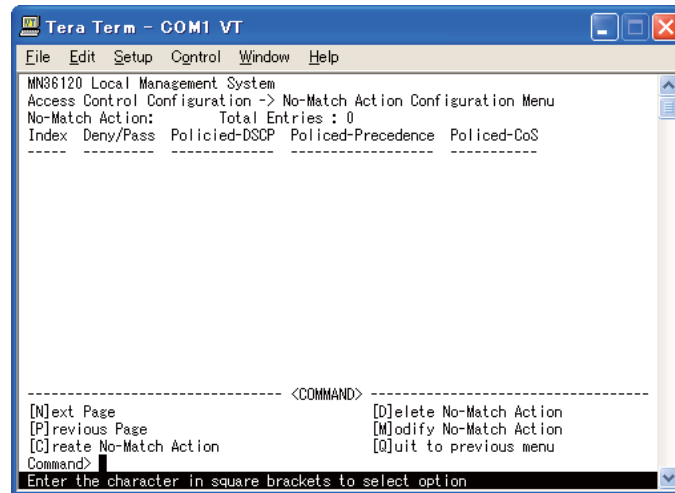 Tera Term - COM1 VT
File Edit Setup Control Window Help
MN36120 Local Management System
Access Control Configuration -> No-Match Action Configuration Menu
No-Match Action: Total Entries : 0
Index Deny/Pass Policied-DSCP Policed-Precedence Policed-CoS
----- --------- ------------- ------------------ -----------
-------------------------------- <COMMAND> -----------------------------------
[N]ext Page [D]elete No-Match Action
[P]revious Page [M]odify No-Match Action
[C]reate No-Match Action [Q]uit to previous menu
Command>
Enter the character in square brackets to select option